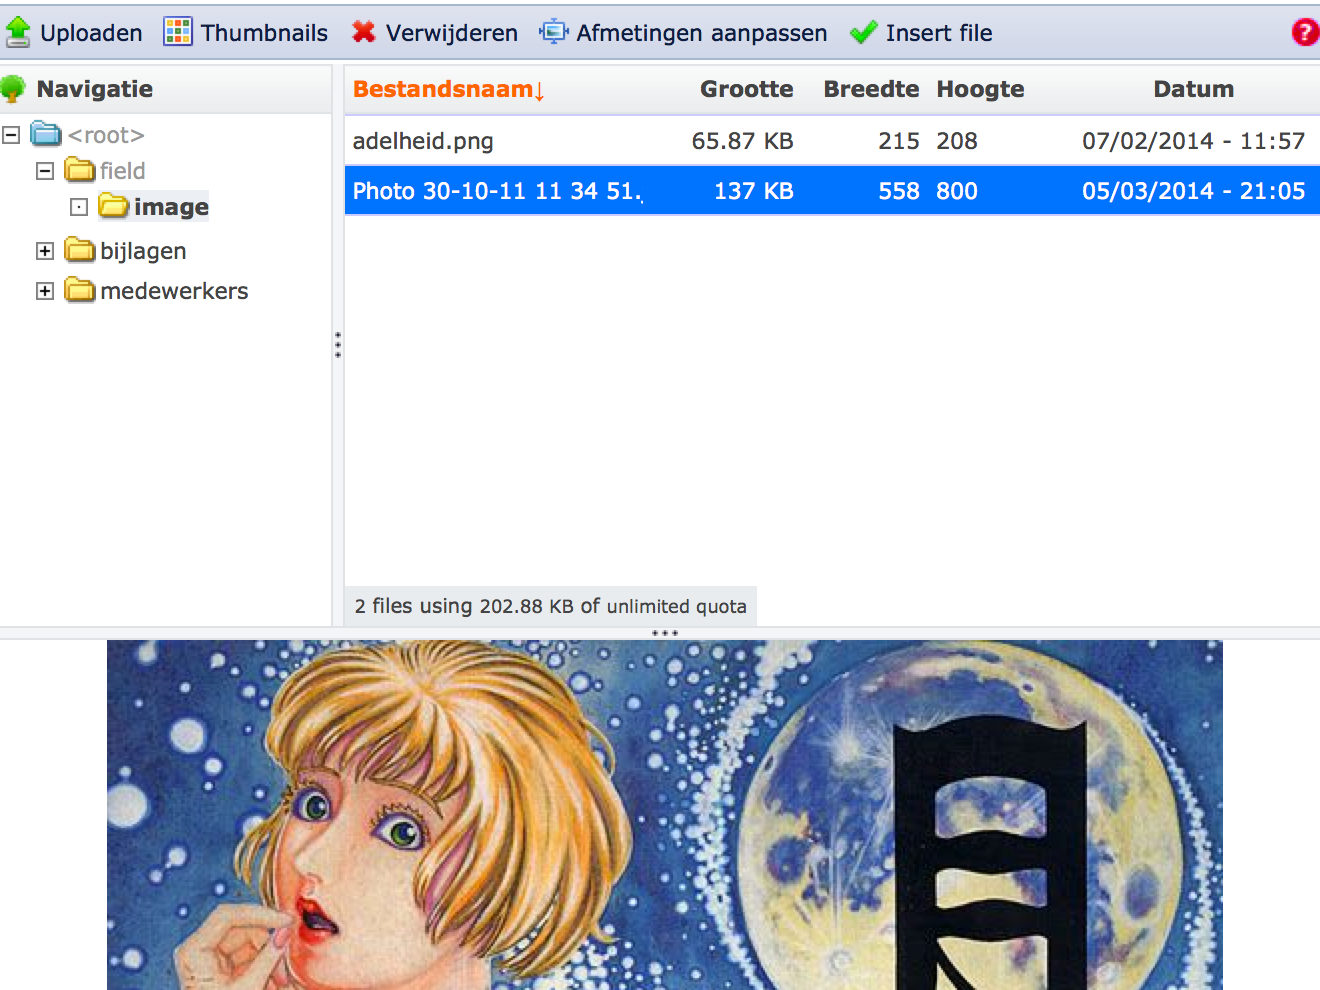 Uploaden Thumbnails Verwijderen Afmetingen aanpassen Insert file ?
Navigatie
<root>
field
image
bijlagen
medewerkers
Bestandsnaam↓ Grootte Breedte Hoogte Datum
adelheid.png 65.87 KB 215 208 07/02/2014 - 11:57
Photo 30-10-11 11 34 51. 137 KB 558 800 05/03/2014 - 21:05
2 files using 202.88 KB of unlimited quota